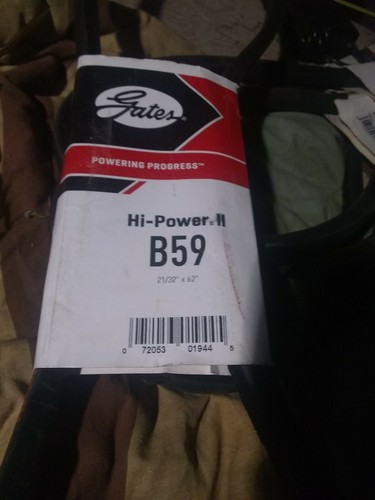 Gates®
POWERING PROGRESS™
Hi-Power® II
B59
21/32" x 62"
0 72053 01944 5